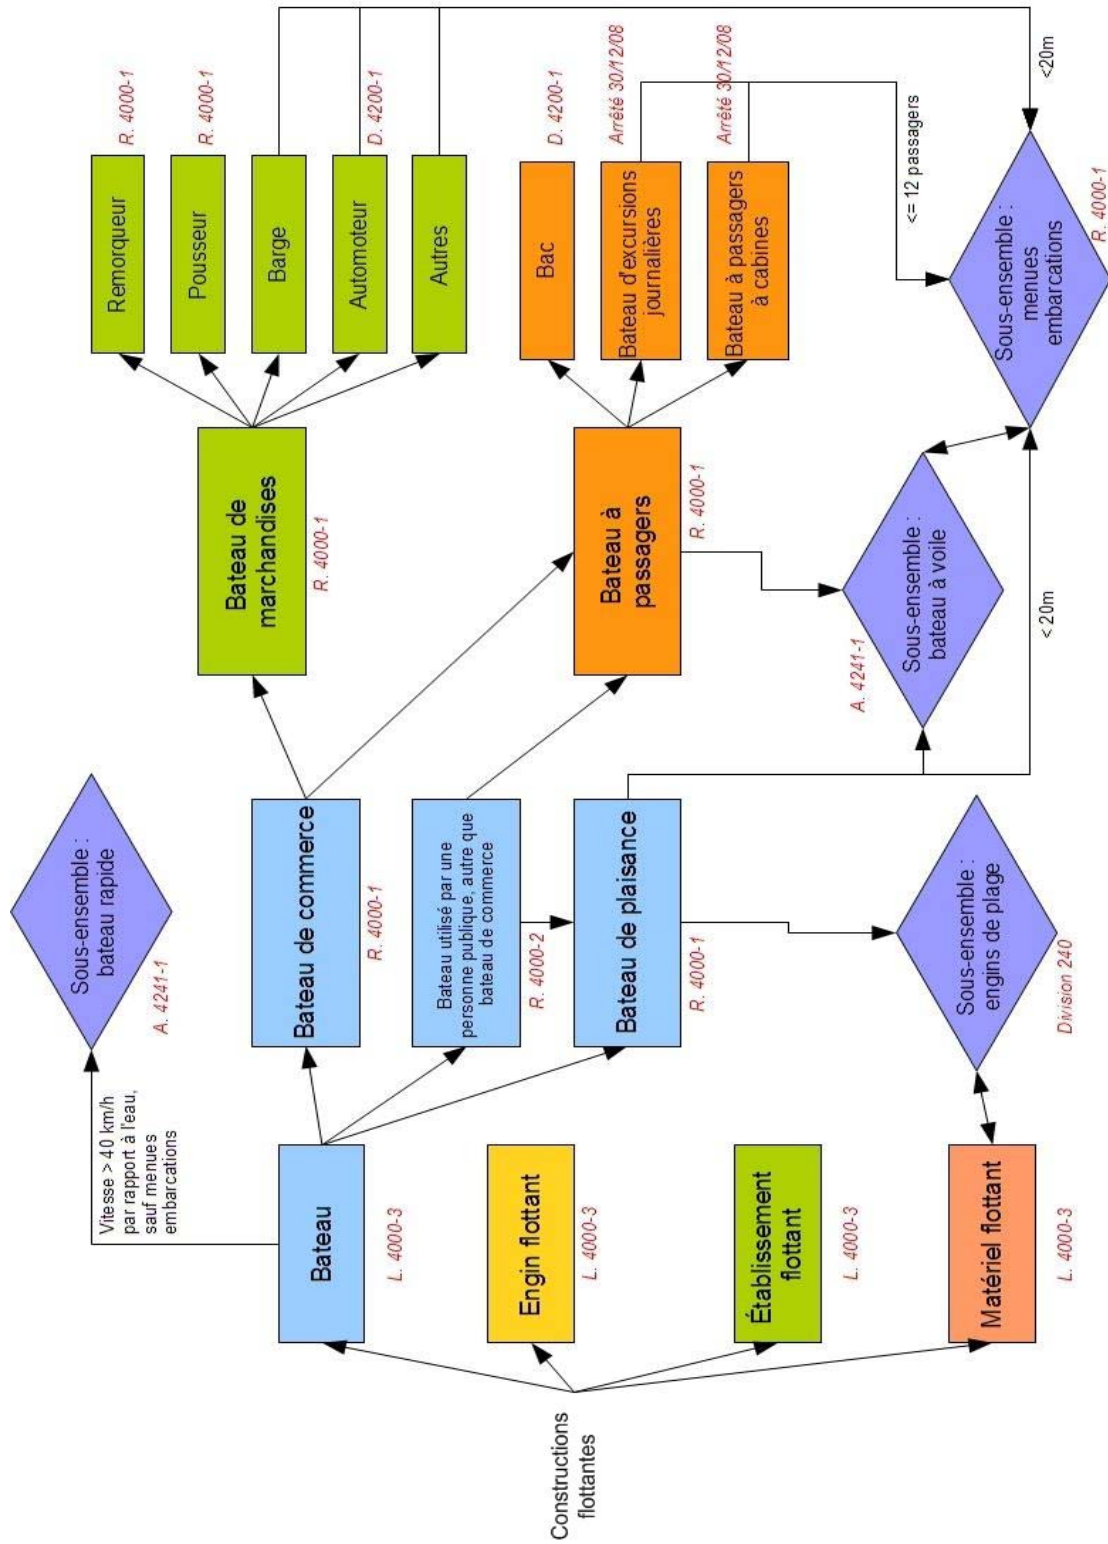 Constructions
flottantes
Bateau
L. 4000-3
Engin flottant
L. 4000-3
Établissement
flottant
L. 4000-3
Matériel flottant
L. 4000-3
Vitesse > 40 km/h
par rapport à l'eau,
sauf menues
embarcations
Sous-ensemble :
bateau rapide
A. 4241-1
Bateau de commerce
R. 4000-1
Bateau utilisé par une
personne publique, autre que
bateau de commerce
R. 4000-2
Bateau de plaisance
R. 4000-1
Sous-ensemble :
engins de plage
Division 240
Bateau de
marchandises
R. 4000-1
Bateau à
passagers
R. 4000-1
Sous-ensemble :
bateau à voile
A. 4241-1
< 20m
Remorqueur
R. 4000-1
Pousseur
R. 4000-1
Barge
Automoteur
D. 4200-1
Autres
Bac
D. 4200-1
Bateau d'excursions
journalières
Arrêté 30/12/08
Bateau à passagers
à cabines
Arrêté 30/12/08
<= 12 passagers
<20m
Sous-ensemble :
menues
embarcations
R. 4000-1